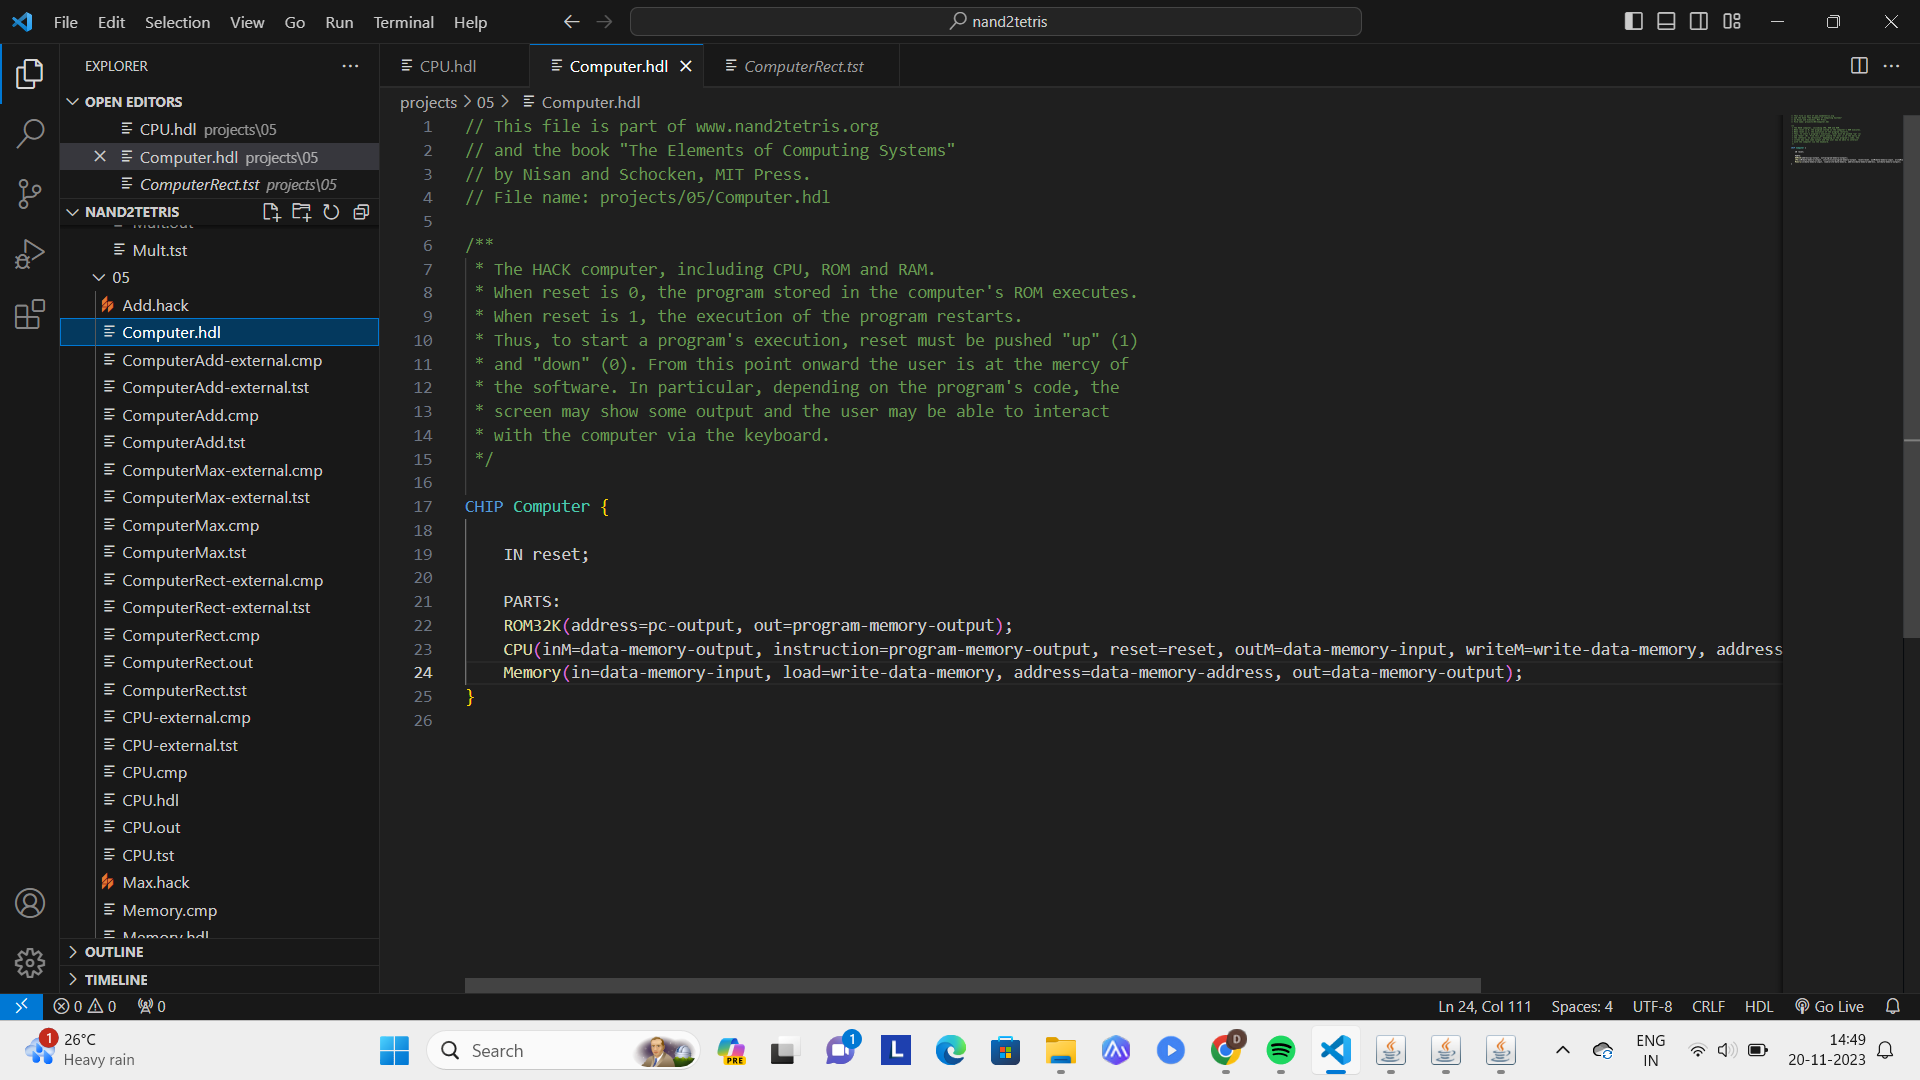 File Edit Selection View Go Run Terminal Help
nand2tetris
EXPLORER
OPEN EDITORS
CPU.hdl projects\05
Computer.hdl projects\05
ComputerRect.tst projects\05
NAND2TETRIS
Mult.out
Mult.tst
05
Add.hack
Computer.hdl
ComputerAdd-external.cmp
ComputerAdd-external.tst
ComputerAdd.cmp
ComputerAdd.tst
ComputerMax-external.cmp
ComputerMax-external.tst
ComputerMax.cmp
ComputerMax.tst
ComputerRect-external.cmp
ComputerRect-external.tst
ComputerRect.cmp
ComputerRect.out
ComputerRect.tst
CPU-external.cmp
CPU-external.tst
CPU.cmp
CPU.hdl
CPU.out
CPU.tst
Max.hack
Memory.cmp
Memory.hdl
OUTLINE
TIMELINE
CPU.hdl
Computer.hdl
ComputerRect.tst
projects > 05 > Computer.hdl
1 // This file is part of www.nand2tetris.org
2 // and the book "The Elements of Computing Systems"
3 // by Nisan and Schocken, MIT Press.
4 // File name: projects/05/Computer.hdl
5
6 /**
7 * The HACK computer, including CPU, ROM and RAM.
8 * When reset is 0, the program stored in the computer's ROM executes.
9 * When reset is 1, the execution of the program restarts.
10 * Thus, to start a program's execution, reset must be pushed "up" (1)
11 * and "down" (0). From this point onward the user is at the mercy of
12 * the software. In particular, depending on the program's code, the
13 * screen may show some output and the user may be able to interact
14 * with the computer via the keyboard.
15 */
16
17 CHIP Computer {
18
19 IN reset;
20
21 PARTS:
22 ROM32K(address=pc-output, out=program-memory-output);
23 CPU(inM=data-memory-output, instruction=program-memory-output, reset=reset, outM=data-memory-input, writeM=write-data-memory, address
24 Memory(in=data-memory-input, load=write-data-memory, address=data-memory-address, out=data-memory-output);
25 }
26
0 0 0
Ln 24, Col 111 Spaces: 4 UTF-8 CRLF HDL Go Live
1 26°C
Heavy rain
Search
PRE
1
L
D
ENG
IN
14:49
20-11-2023